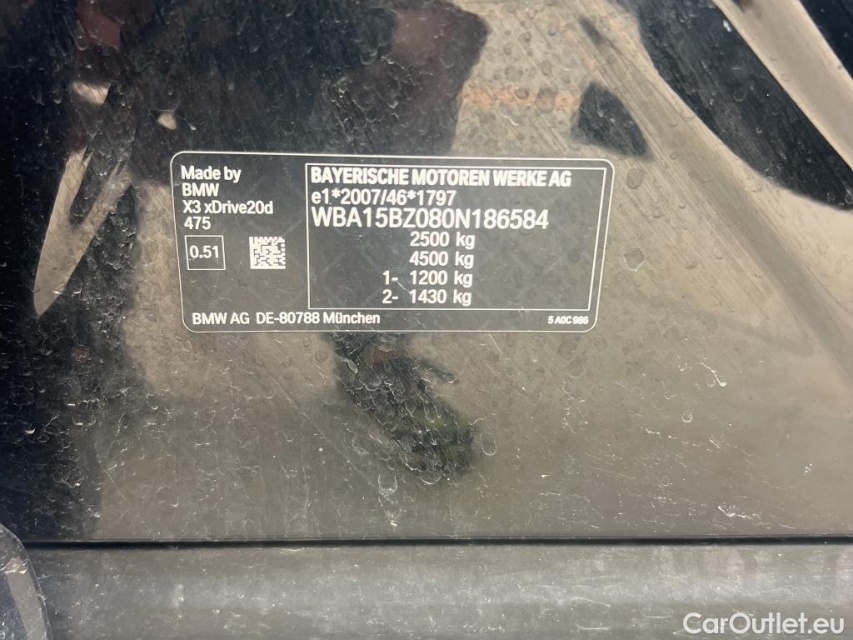 Made by
BMW
X3 xDrive20d
475
0.51
BAYERISCHE MOTOREN WERKE AG
e1*2007/46*1797
WBA15BZ080N186584
2500 kg
4500 kg
1- 1200 kg
2- 1430 kg
BMW AG DE-80788 München
5 A0C 986
CarOutlet.eu